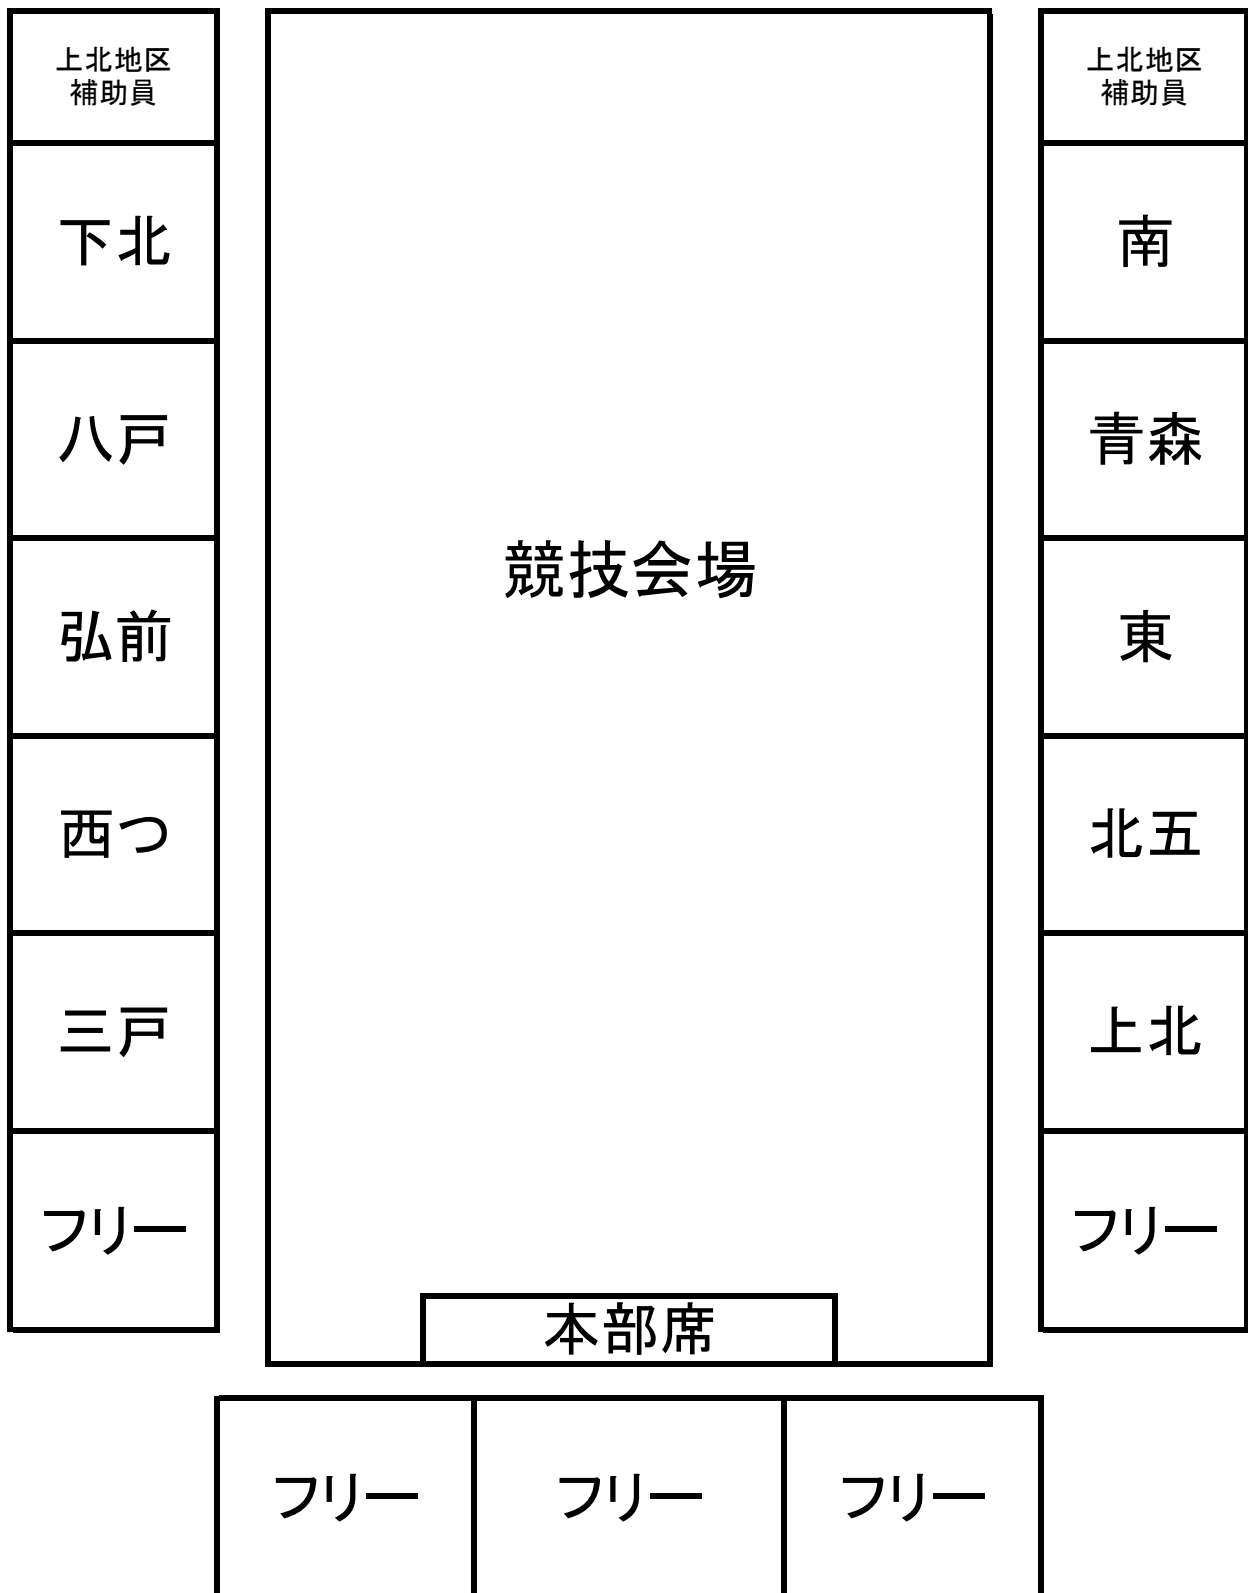 上北地区
補助員
上北地区
補助員
下北
南
八戸
青森
競技会場
弘前
東
西つ
北五
三戸
上北
フリー
フリー
本部席
フリー
フリー
フリー